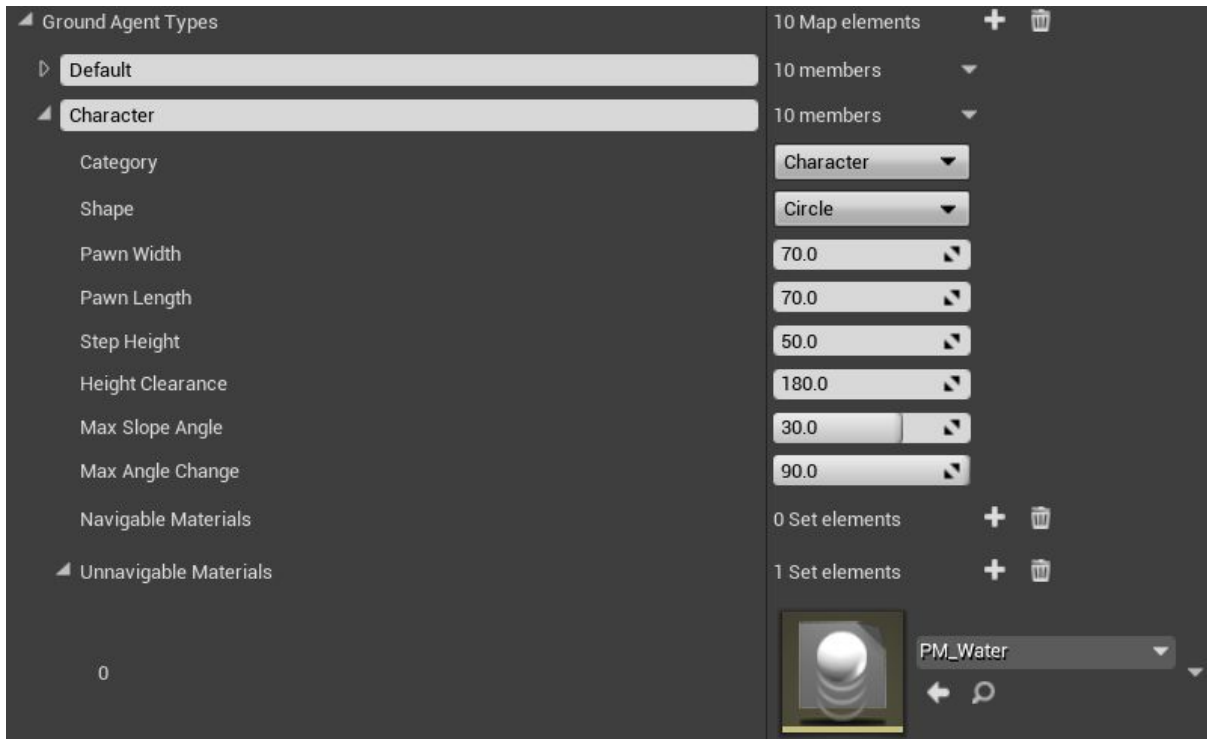 Ground Agent Types 10 Map elements
Default 10 members
Character 10 members
Category Character
Shape Circle
Pawn Width 70.0
Pawn Length 70.0
Step Height 50.0
Height Clearance 180.0
Max Slope Angle 30.0
Max Angle Change 90.0
Navigable Materials 0 Set elements
Unnavigable Materials 1 Set elements
0 PM_Water